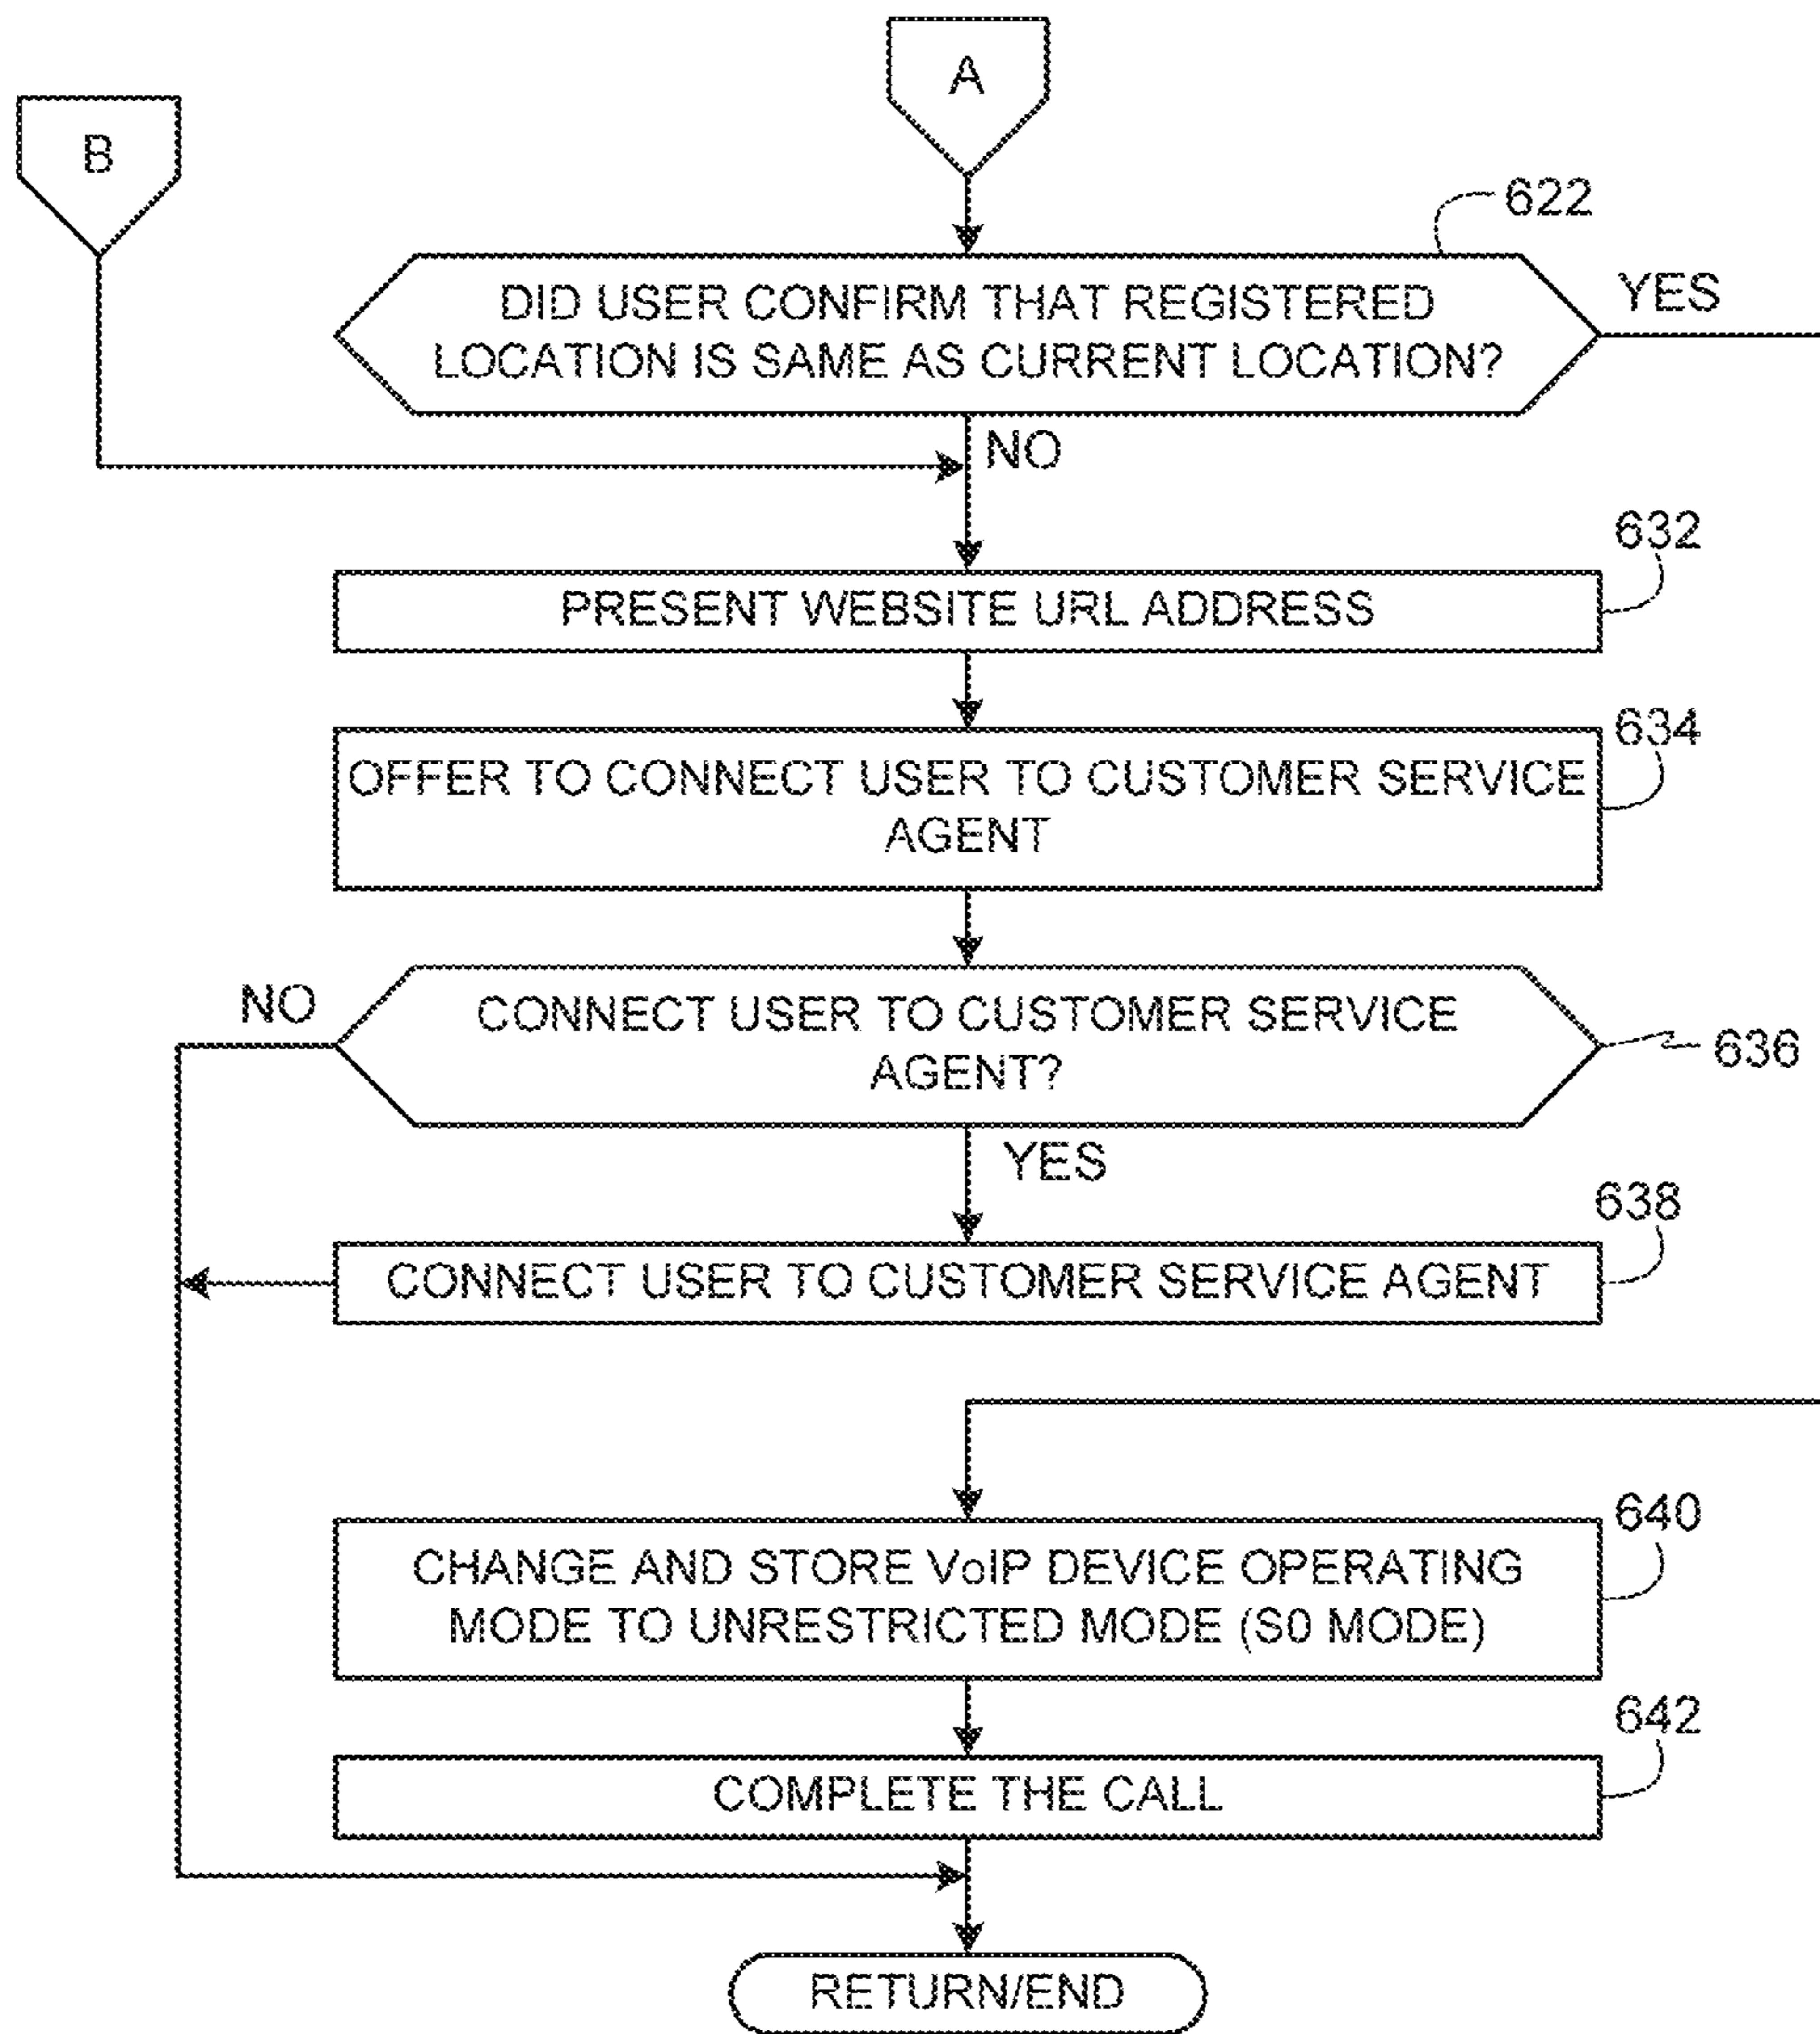 A
B
622
DID USER CONFIRM THAT REGISTERED
LOCATION IS SAME AS CURRENT LOCATION?
YES
NO
632
PRESENT WEBSITE URL ADDRESS
634
OFFER TO CONNECT USER TO CUSTOMER SERVICE
AGENT
NO
CONNECT USER TO CUSTOMER SERVICE
AGENT?
636
YES
638
CONNECT USER TO CUSTOMER SERVICE AGENT
640
CHANGE AND STORE VoIP DEVICE OPERATING
MODE TO UNRESTRICTED MODE (S0 MODE)
642
COMPLETE THE CALL
RETURN/END